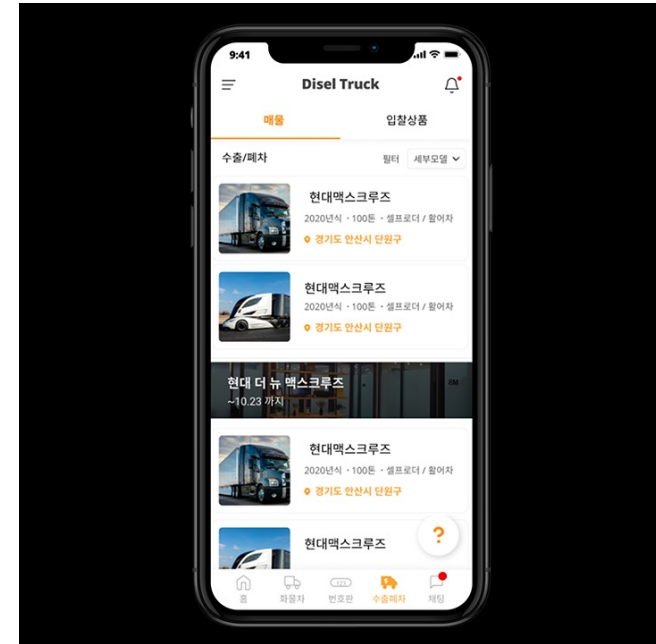 9:41
Disel Truck
매물 입찰상품
수출/폐차 필터 세부모델
현대맥스크루즈
2020년식 · 100톤 · 셀프로더 / 활어차
경기도 안산시 단원구
현대맥스크루즈
2020년식 · 100톤 · 셀프로더 / 활어차
경기도 안산시 단원구
현대 더 뉴 맥스크루즈
~10.23 까지
현대맥스크루즈
2020년식 · 100톤 · 셀프로더 / 활어차
경기도 안산시 단원구
현대맥스크루즈
?
123
홈 화물차 번호판 수출폐차 채팅